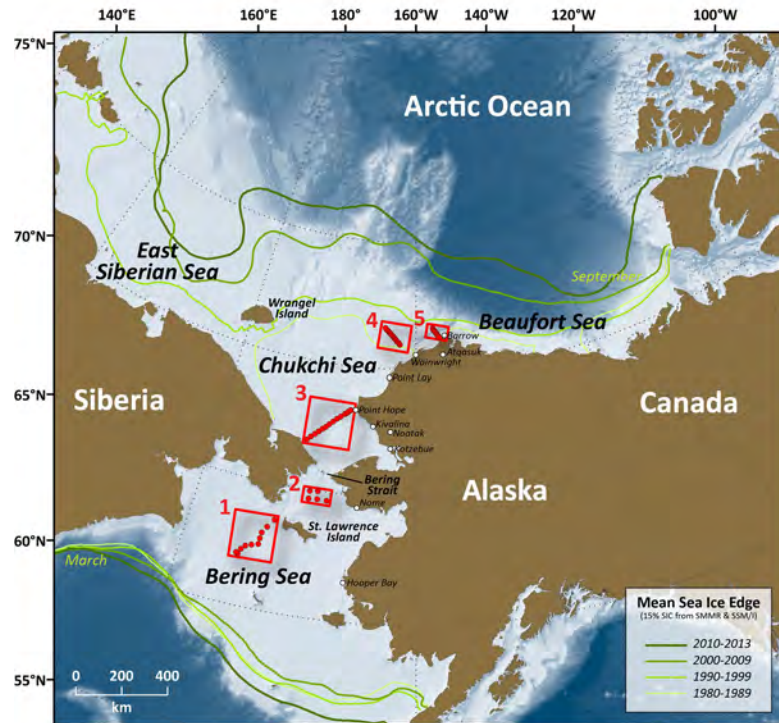 140°E 160°E 180° 160°W 140°W 120°W 100°W
75°N
70°N
65°N
60°N
55°N
Arctic Ocean
East
Siberian Sea
September
Wrangel
Island
4
5
Beaufort Sea
Barrow
Atqasuk
Wainwright
Chukchi Sea
Point Lay
Siberia
3
Point Hope
Kivalina
Noatak
Kotzebue
Canada
Bering
Strait
2
Nome
Alaska
1
St. Lawrence
Island
March
Bering Sea
Hooper Bay
Mean Sea Ice Edge
(15% SIC from SMMR & SSM/I)
2010-2013
2000-2009
1990-1999
1980-1989
0 200 400
km